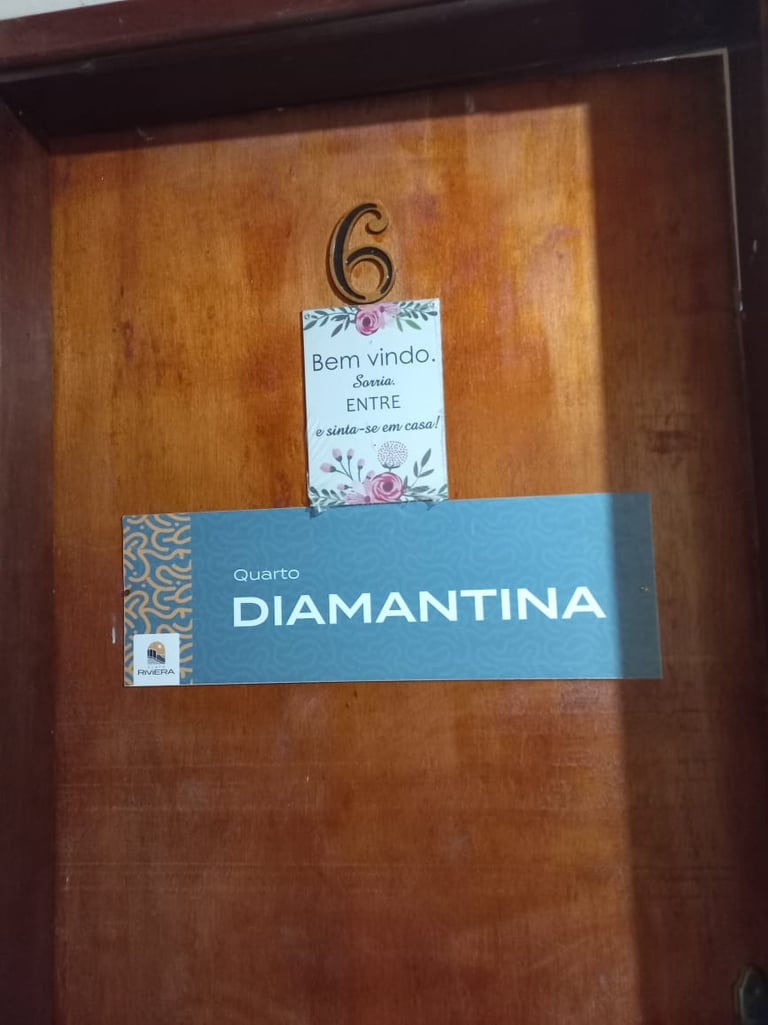 6
Bem vindo.
Sorria.
ENTRE
e sinta-se em casa!
Quarto
DIAMANTINA
RIVIERA